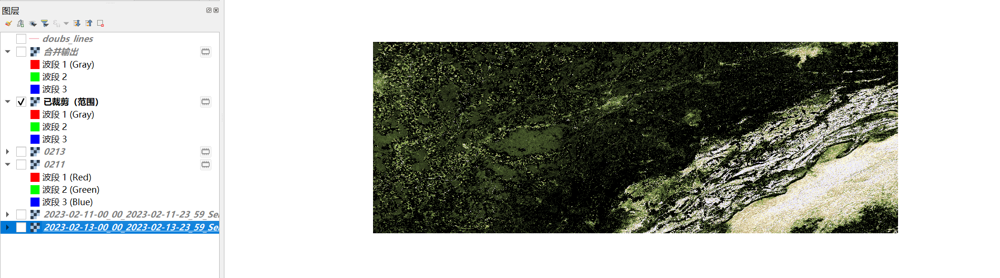 图层
doubs_lines
合并输出
波段 1 (Gray)
波段 2
波段 3
已裁剪（范围）
波段 1 (Gray)
波段 2
波段 3
0213
0211
波段 1 (Red)
波段 2 (Green)
波段 3 (Blue)
2023-02-11-00_00_2023-02-11-23_59_Se
2023-02-13-00_00_2023-02-13-23_59_Se